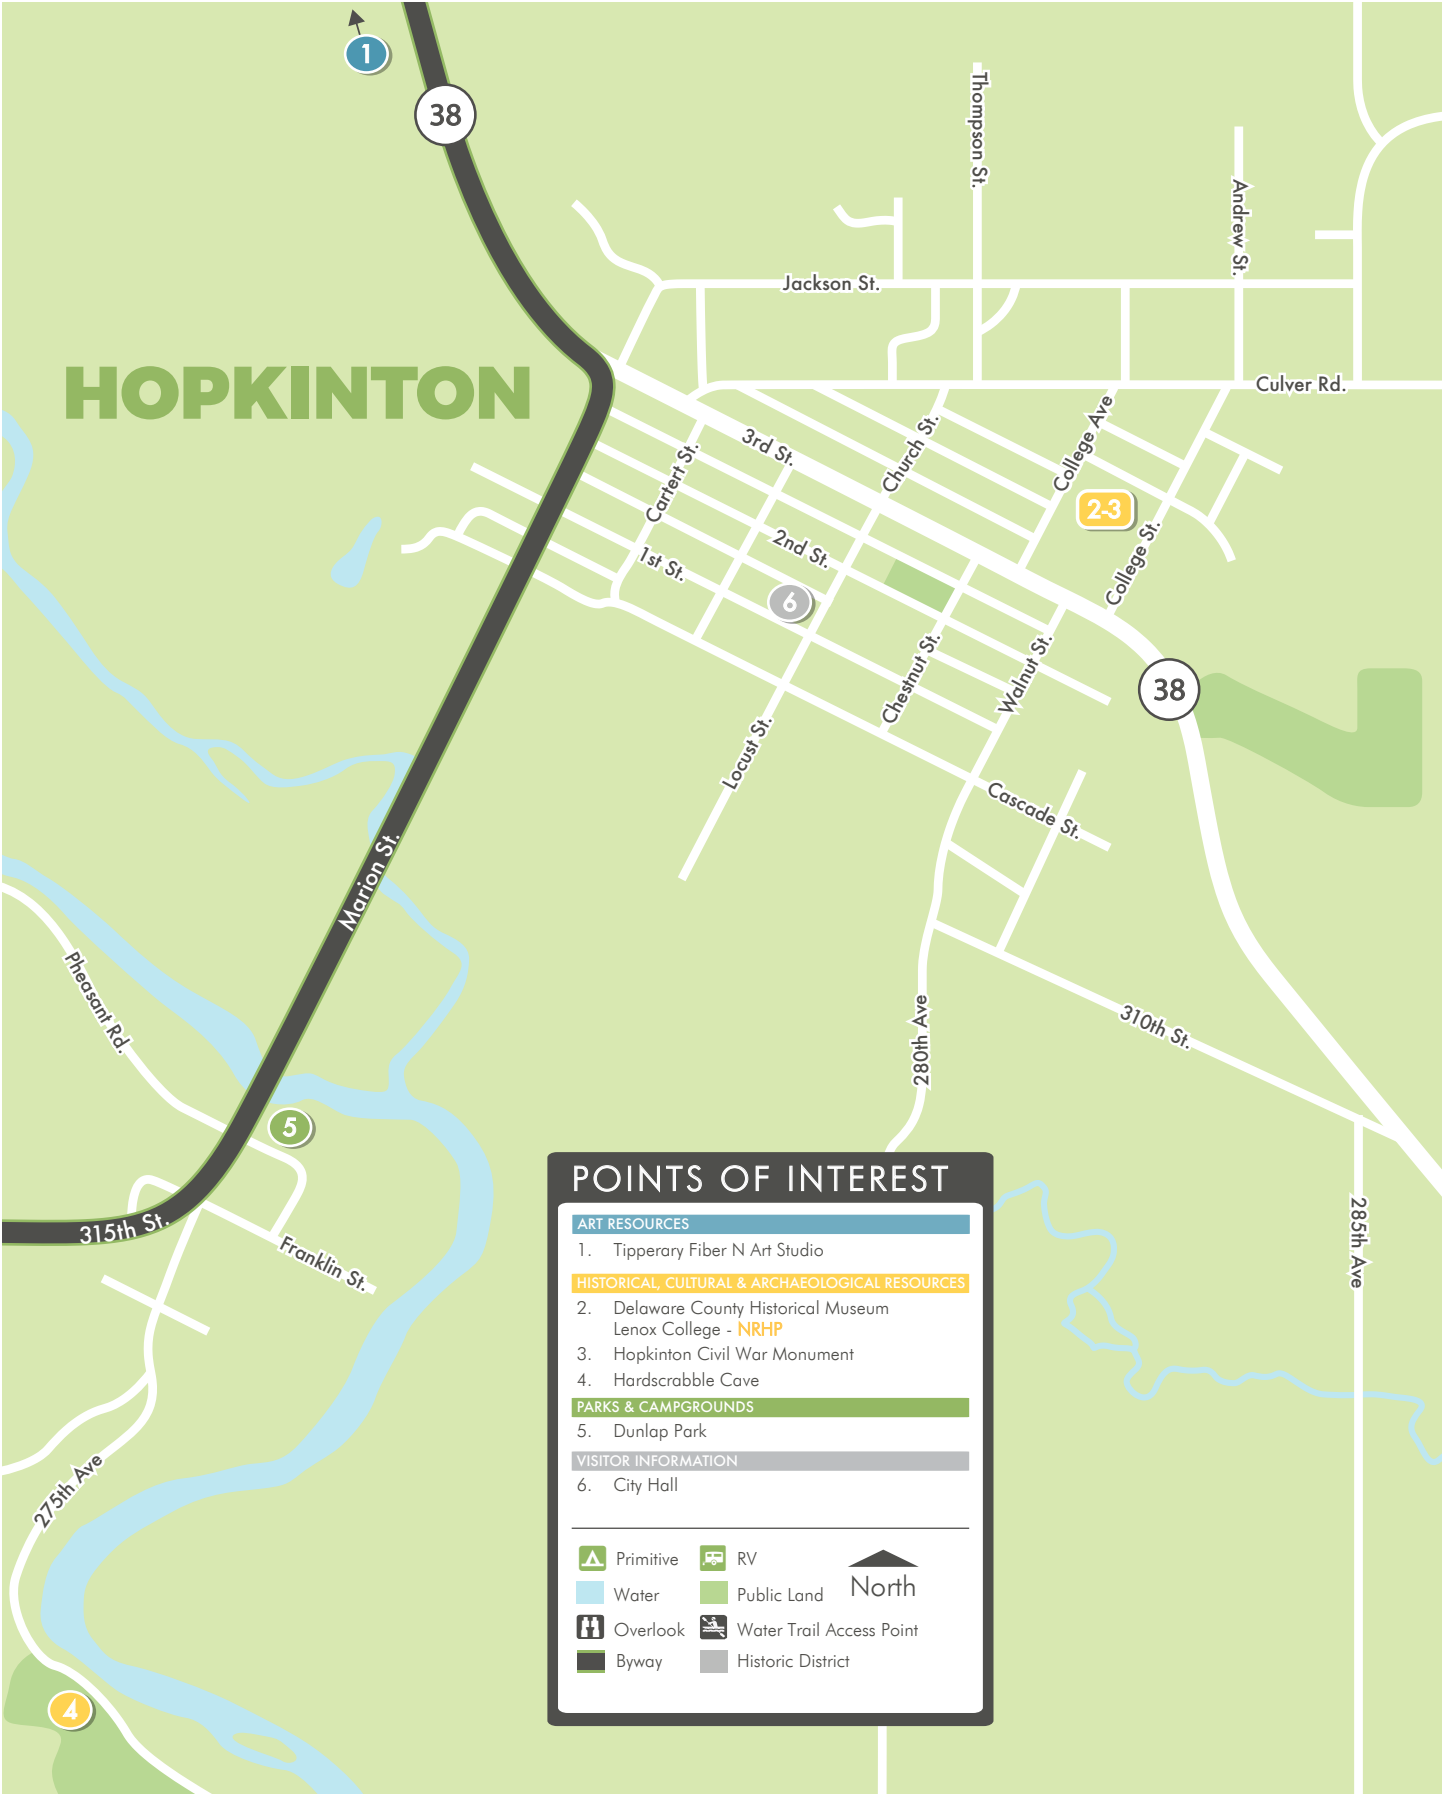 1
38
Thompson St.
Andrew St.
Jackson St.
HOPKINTON
Culver Rd.
3rd St.
Church St.
College Ave
Cartert St.
2-3
2nd St.
1st St.
College St.
6
Chestnut St.
Walnut St.
38
Locust St.
Cascade St.
Marion St.
Pheasant Rd.
280th Ave
310th St.
5
315th St.
Franklin St.
285th Ave
275th Ave
4
POINTS OF INTEREST
ART RESOURCES
1. Tipperary Fiber N Art Studio
HISTORICAL, CULTURAL & ARCHAEOLOGICAL RESOURCES
2. Delaware County Historical Museum
Lenox College - NRHP
3. Hopkinton Civil War Monument
4. Hardscrabble Cave
PARKS & CAMPGROUNDS
5. Dunlap Park
VISITOR INFORMATION
6. City Hall
Primitive RV
North
Water Public Land
Overlook Water Trail Access Point
Byway Historic District